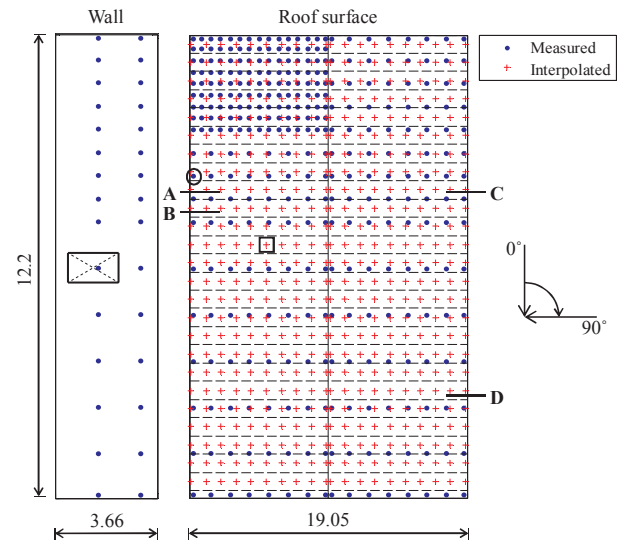 Wall
Roof surface
Measured
Interpolated
A
B
C
D
12.2
0°
90°
3.66
19.05